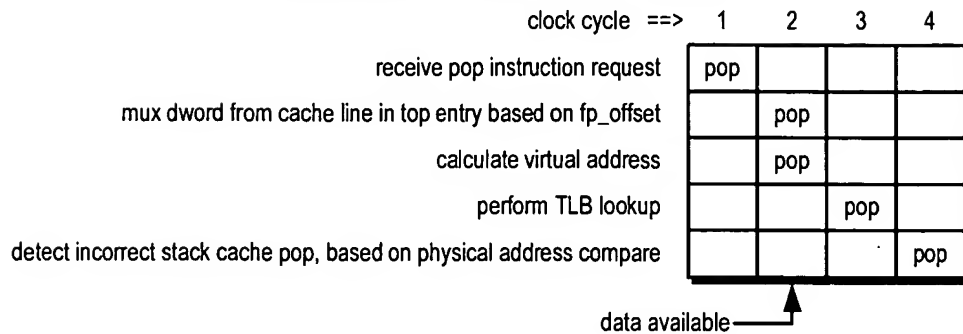 clock cycle ==> 1 2 3 4
receive pop instruction request pop
mux dword from cache line in top entry based on fp_offset pop
calculate virtual address pop
perform TLB lookup pop
detect incorrect stack cache pop, based on physical address compare pop
data available